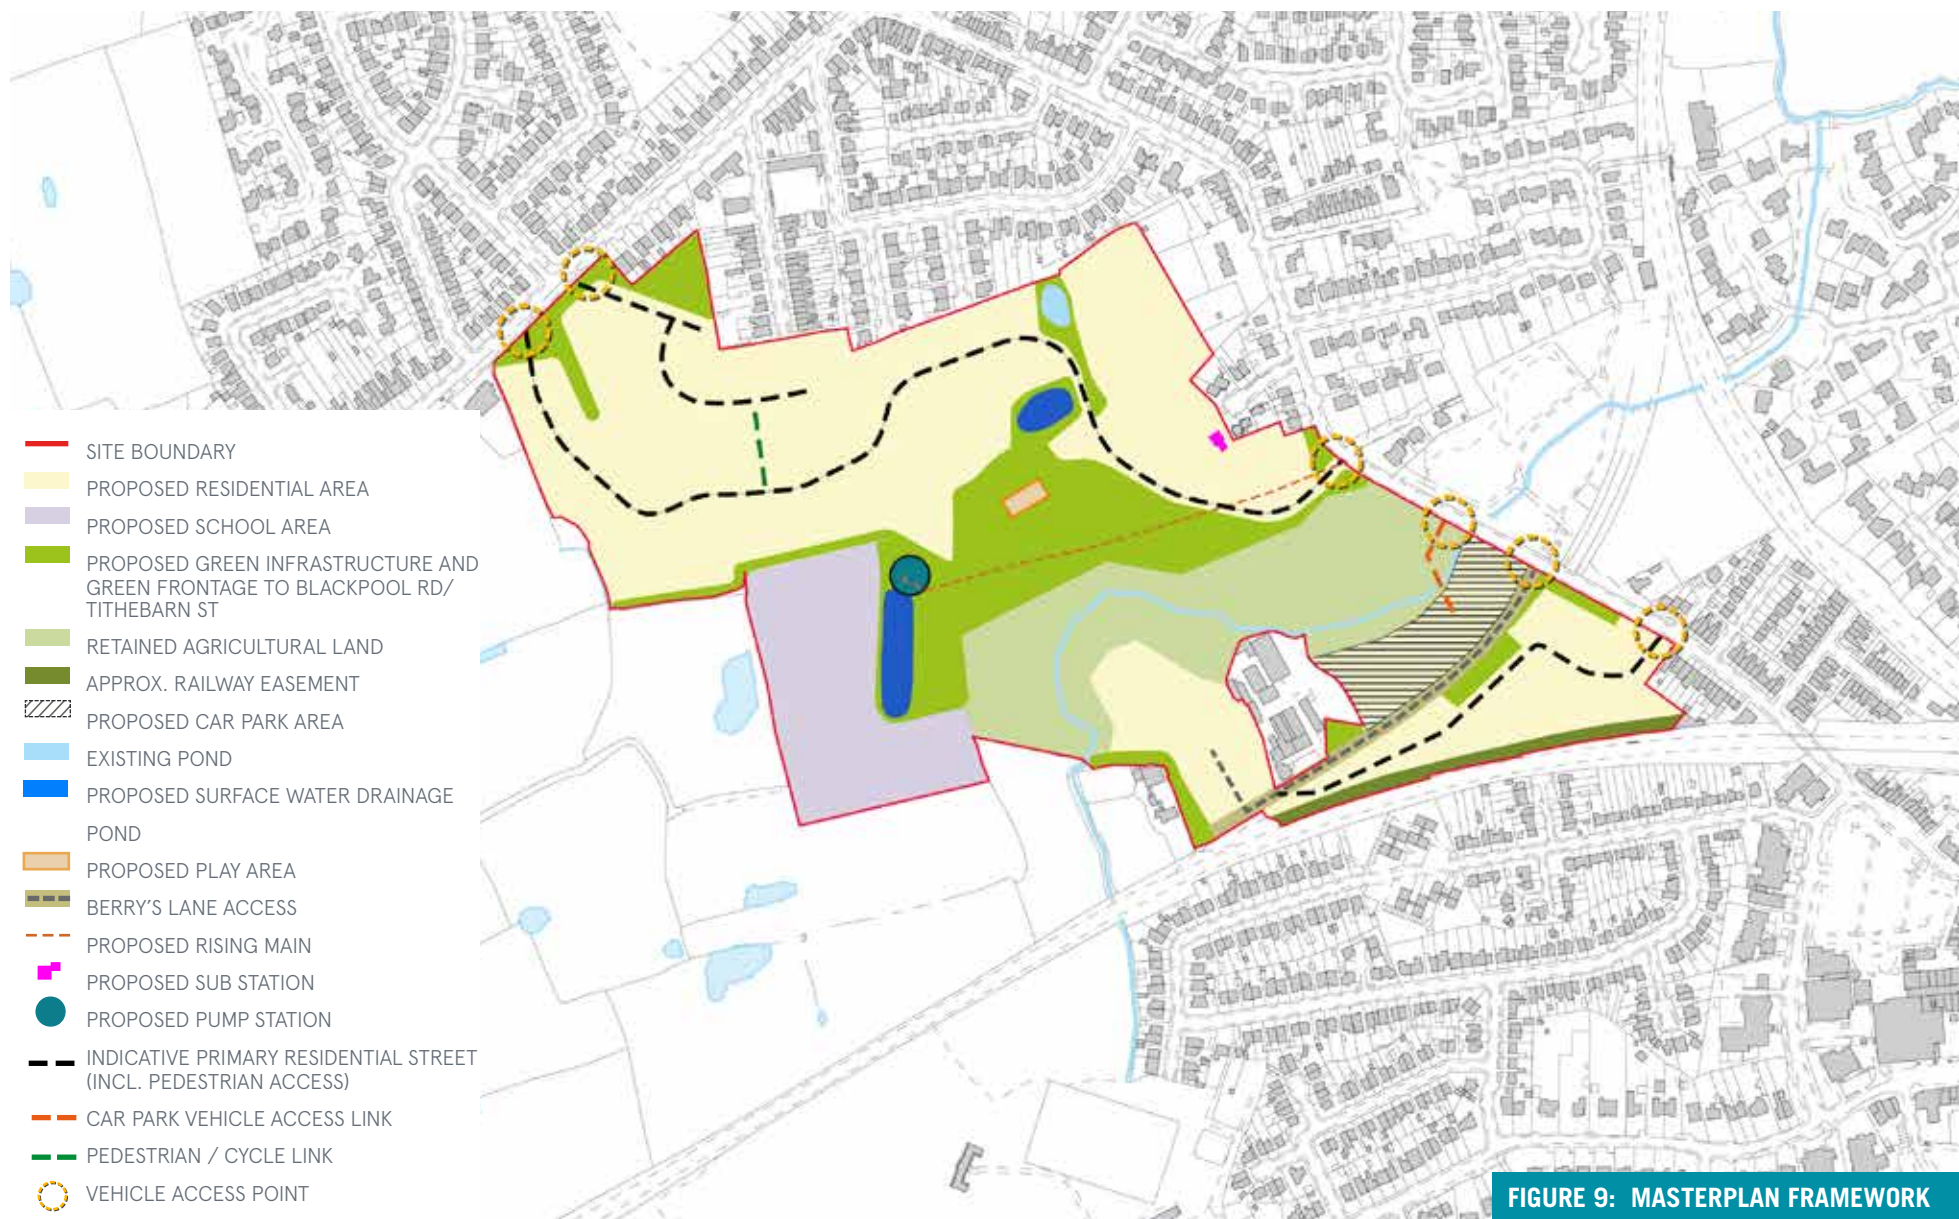 SITE BOUNDARY
PROPOSED RESIDENTIAL AREA
PROPOSED SCHOOL AREA
PROPOSED GREEN INFRASTRUCTURE AND
GREEN FRONTAGE TO BLACKPOOL RD/
TITHEBARN ST
RETAINED AGRICULTURAL LAND
APPROX. RAILWAY EASEMENT
PROPOSED CAR PARK AREA
EXISTING POND
PROPOSED SURFACE WATER DRAINAGE
POND
PROPOSED PLAY AREA
BERRY'S LANE ACCESS
PROPOSED RISING MAIN
PROPOSED SUB STATION
PROPOSED PUMP STATION
INDICATIVE PRIMARY RESIDENTIAL STREET
(INCL. PEDESTRIAN ACCESS)
CAR PARK VEHICLE ACCESS LINK
PEDESTRIAN / CYCLE LINK
VEHICLE ACCESS POINT
FIGURE 9: MASTERPLAN FRAMEWORK